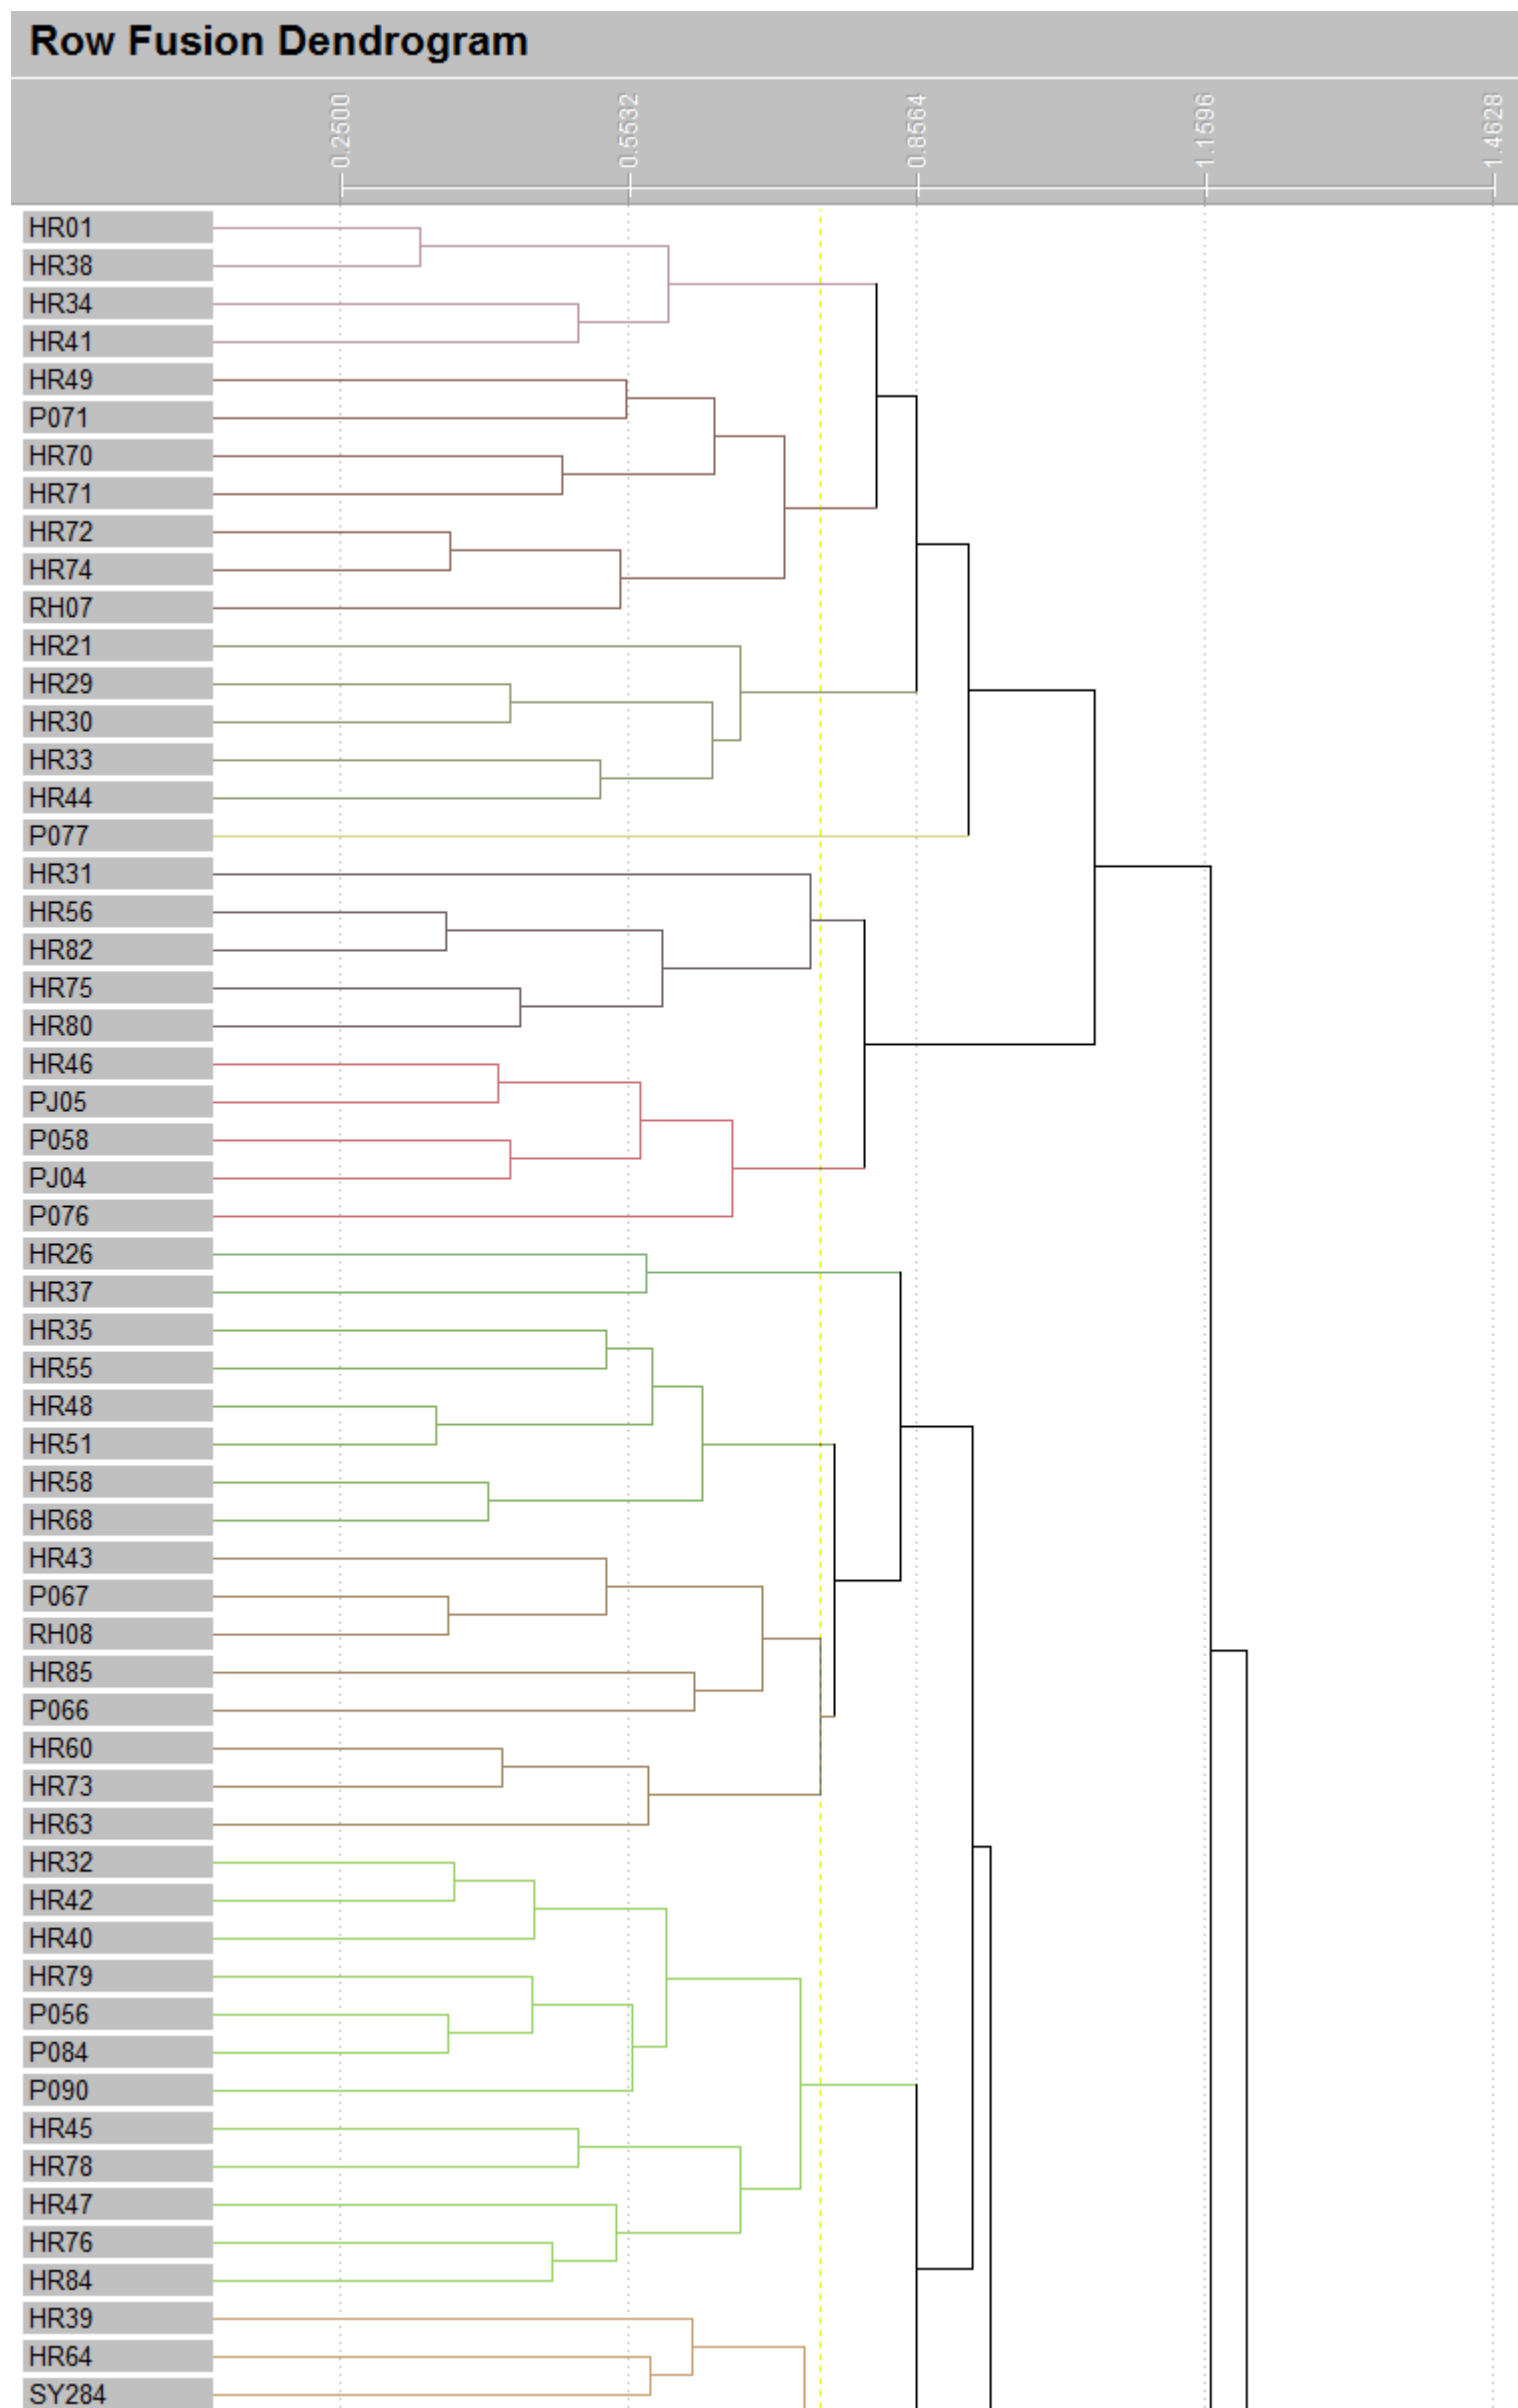 Row Fusion Dendrogram
0.2500
0.5532
0.8564
1.1596
1.4628
HR01
HR38
HR34
HR41
HR49
P071
HR70
HR71
HR72
HR74
RH07
HR21
HR29
HR30
HR33
HR44
P077
HR31
HR56
HR82
HR75
HR80
HR46
PJ05
P058
PJ04
P076
HR26
HR37
HR35
HR55
HR48
HR51
HR58
HR68
HR43
P067
RH08
HR85
P066
HR60
HR73
HR63
HR32
HR42
HR40
HR79
P056
P084
P090
HR45
HR78
HR47
HR76
HR84
HR39
HR64
SY284